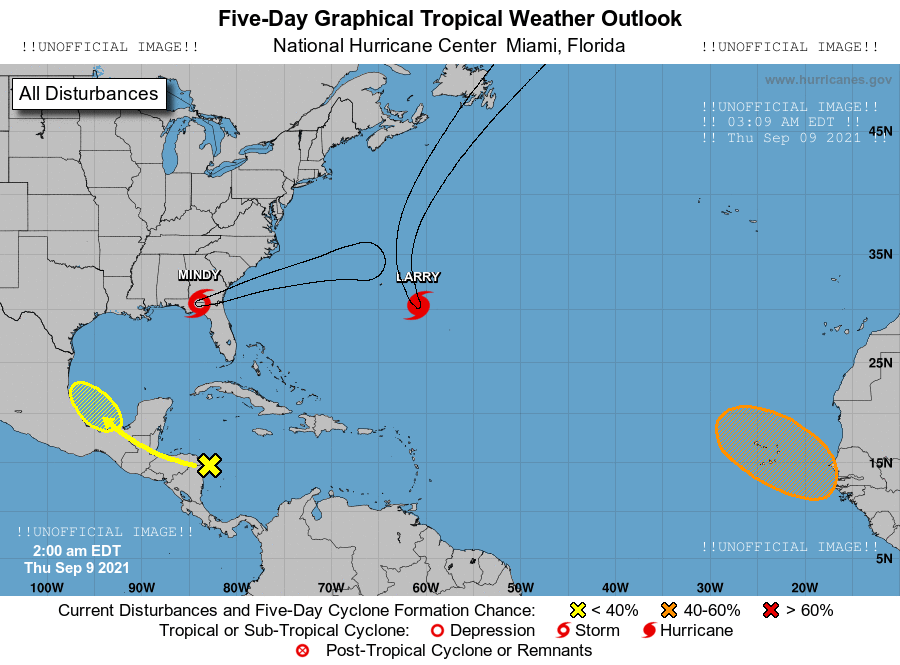 Five-Day Graphical Tropical Weather Outlook
!!UNOFFICIAL IMAGE!! National Hurricane Center Miami, Florida !!UNOFFICIAL IMAGE!!
All Disturbances
www.hurricanes.gov
!!UNOFFICIAL IMAGE!!
!! 03:09 AM EDT !!
!! Thu Sep 09 2021 !!
45N
35N
MINDY
LARRY
25N
15N
!!UNOFFICIAL IMAGE!!
2:00 am EDT
Thu Sep 9 2021
!!UNOFFICIAL IMAGE!!
5N
100W 90W 80W 70W 60W 50W 40W 30W 20W
Current Disturbances and Five-Day Cyclone Formation Chance: < 40% 40-60% > 60%
Tropical or Sub-Tropical Cyclone: Depression Storm Hurricane
Post-Tropical Cyclone or Remnants